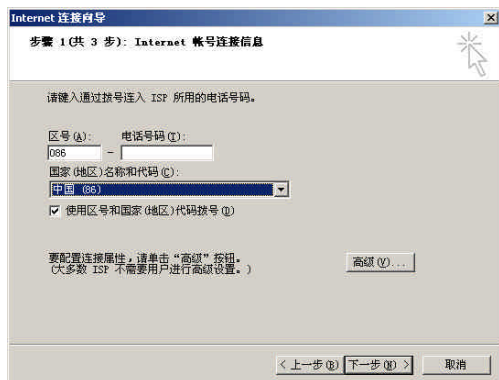 Internet 连接向导
步骤 1(共 3 步): Internet 帐号连接信息
请键入通过拨号连入 ISP 所用的电话号码。
区号(A): 电话号码(T):
086 -
国家(地区)名称和代码(C):
中国 (86)
使用区号和国家(地区)代码拨号(D)
要配置连接属性，请单击“高级”按钮。
(大多数 ISP 不需要用户进行高级设置。)
高级(V)...
< 上一步(B) 下一步(N) > 取消